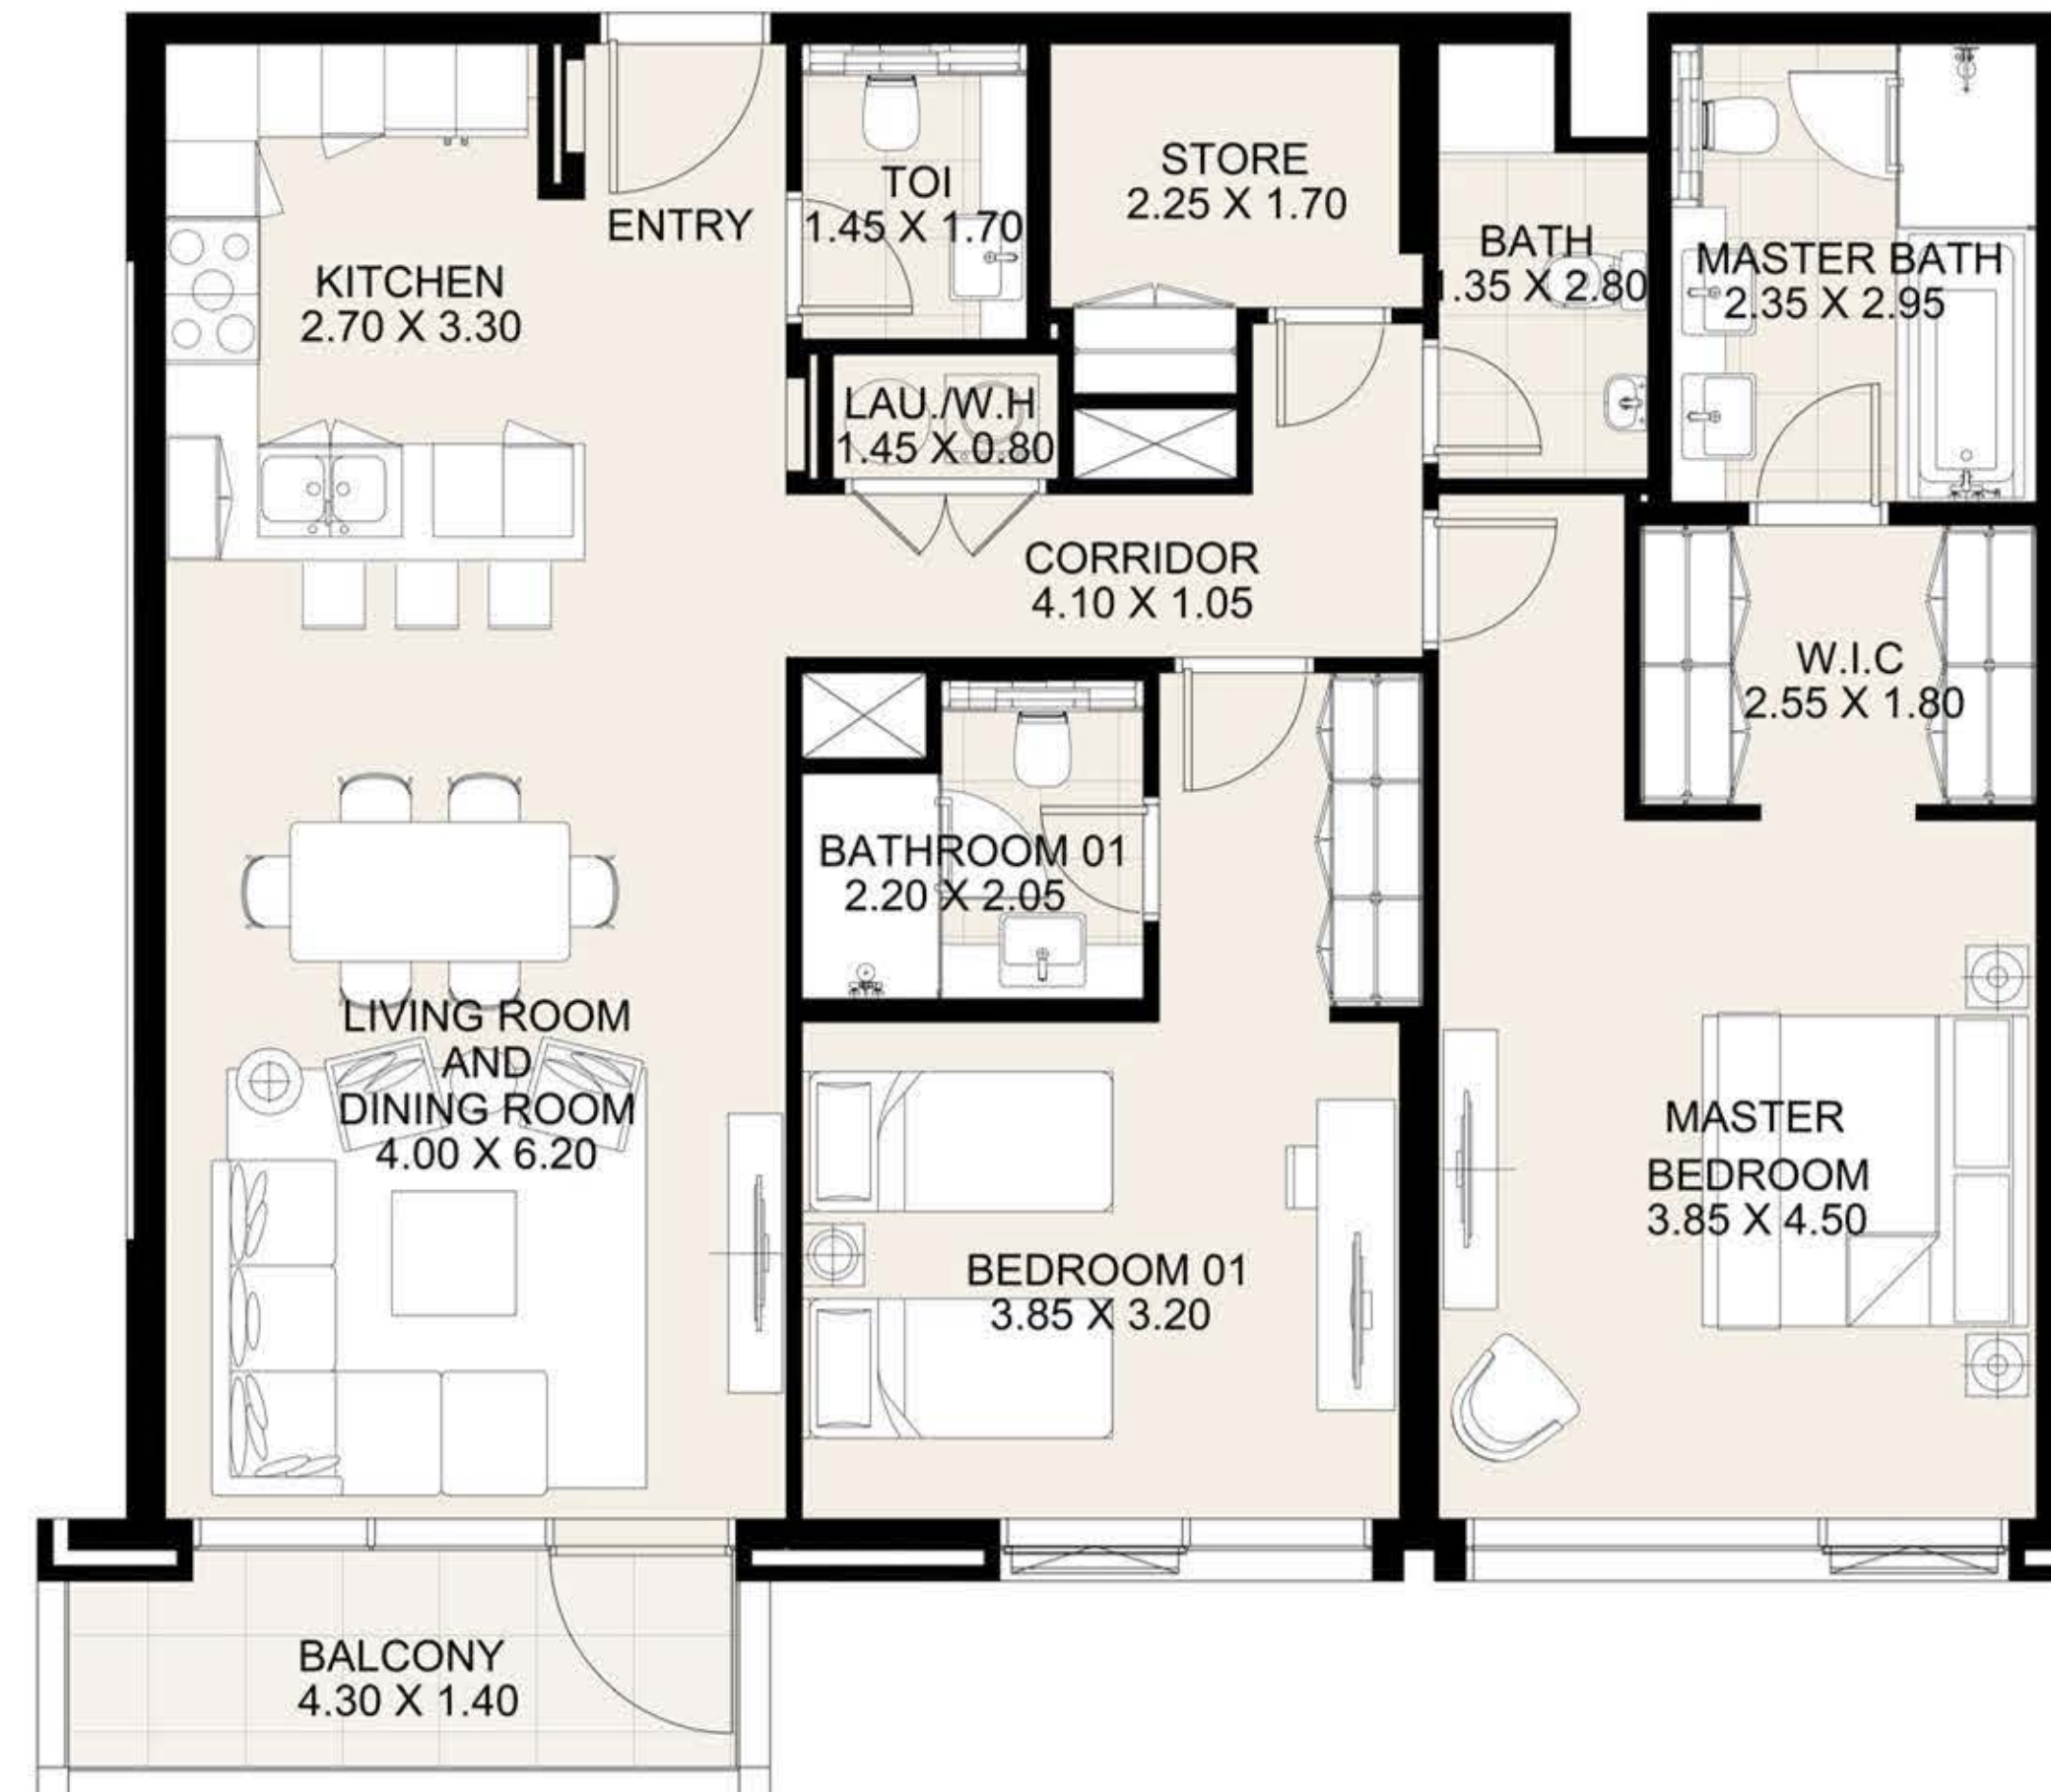 ENTRY
KITCHEN
2.70 X 3.30
TOI
1.45 X 1.70
STORE
2.25 X 1.70
BATH
1.35 X 2.80
MASTER BATH
2.35 X 2.95
LAU./W.H
1.45 X 0.80
CORRIDOR
4.10 X 1.05
W.I.C
2.55 X 1.80
BATHROOM 01
2.20 X 2.05
LIVING ROOM
AND
DINING ROOM
4.00 X 6.20
BEDROOM 01
3.85 X 3.20
MASTER
BEDROOM
3.85 X 4.50
BALCONY
4.30 X 1.40